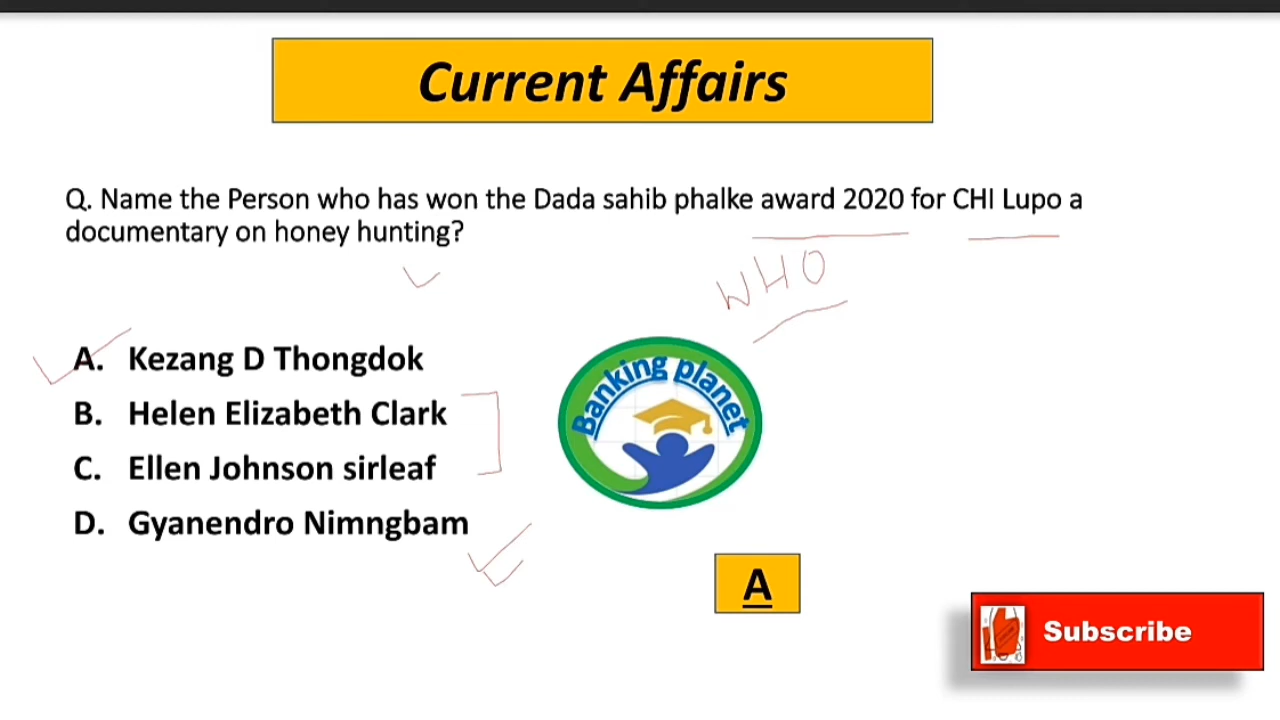 Current Affairs
Q. Name the Person who has won the Dada sahib phalke award 2020 for CHI Lupo a
documentary on honey hunting?
WHO
A. Kezang D Thongdok
B. Helen Elizabeth Clark
C. Ellen Johnson sirleaf
D. Gyanendro Nimngbam
Banking planet
A
Subscribe